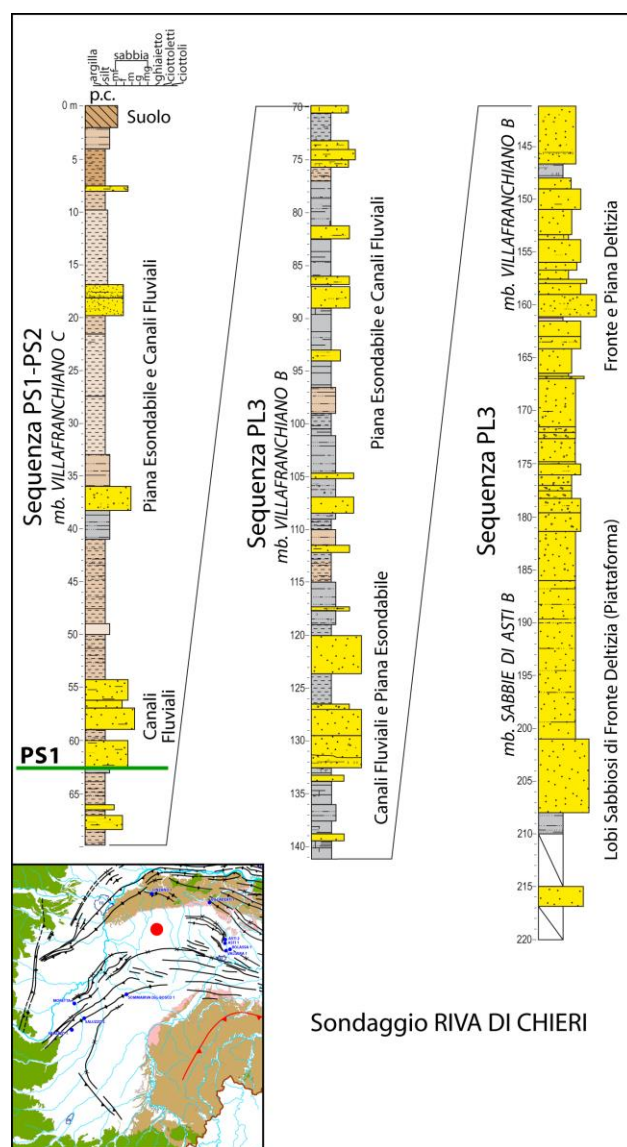 sabbia
argilla
silt
mf
f
m
g
mg
ghiaietto
ciottoletti
ciottoli
p.c.
0 m
Suolo
5
10
15
20
25
30
35
40
45
50
55
60
65
PS1
Sequenza PS1-PS2
mb. VILLAFRANCHIANO C
Piana Esondabile e Canali Fluviali
Canali
Fluviali
70
75
80
85
90
95
100
105
110
115
120
125
130
135
140
Sequenza PL3
mb. VILLAFRANCHIANO B
Piana Esondabile e Canali Fluviali
Canali Fluviali e Piana Esondabile
145
150
155
160
165
170
175
180
185
190
195
200
205
210
215
220
Sequenza PL3
mb. VILLAFRANCHIANO B
mb. SABBIE DI ASTI B
Fronte e Piana Deltizia
Lobi Sabbiosi di Fronte Deltizia (Piattaforma)
SOMMARIVA DEL BOSCO 1
Sondaggio RIVA DI CHIERI